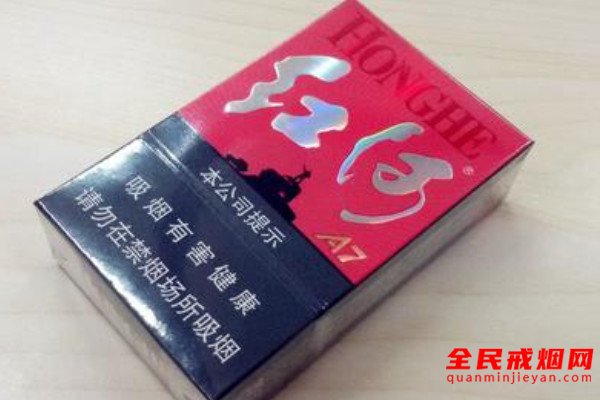 HONGHE
红河
®
A7
本公司提示
吸烟有害健康
请勿在禁烟场所吸烟
全民戒烟网
quanminjieyan.com